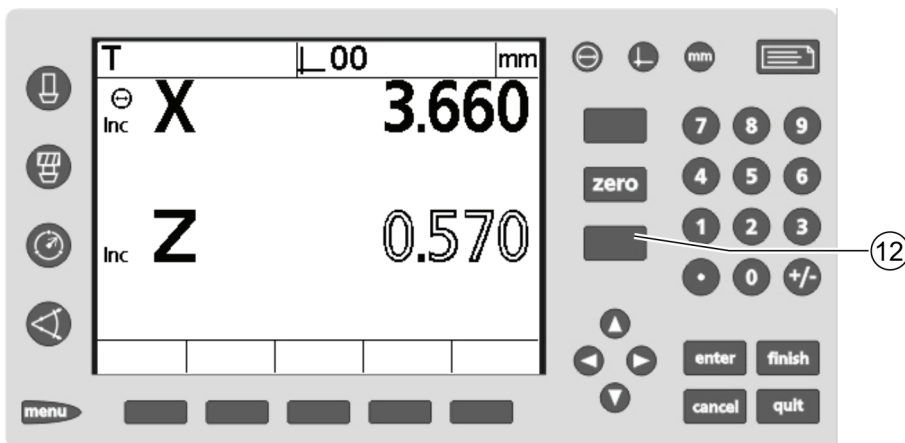 T 00 mm
Inc X 3.660
Inc Z 0.570
mm
7 8 9
zero
4 5 6
1 2 3
. 0 +/-
12
enter finish
cancel quit
menu